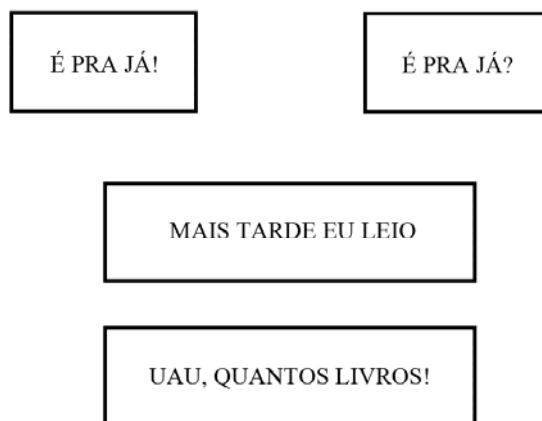 É PRA JÁ!
É PRA JÁ?
MAIS TARDE EU LEIO
UAU, QUANTOS LIVROS!